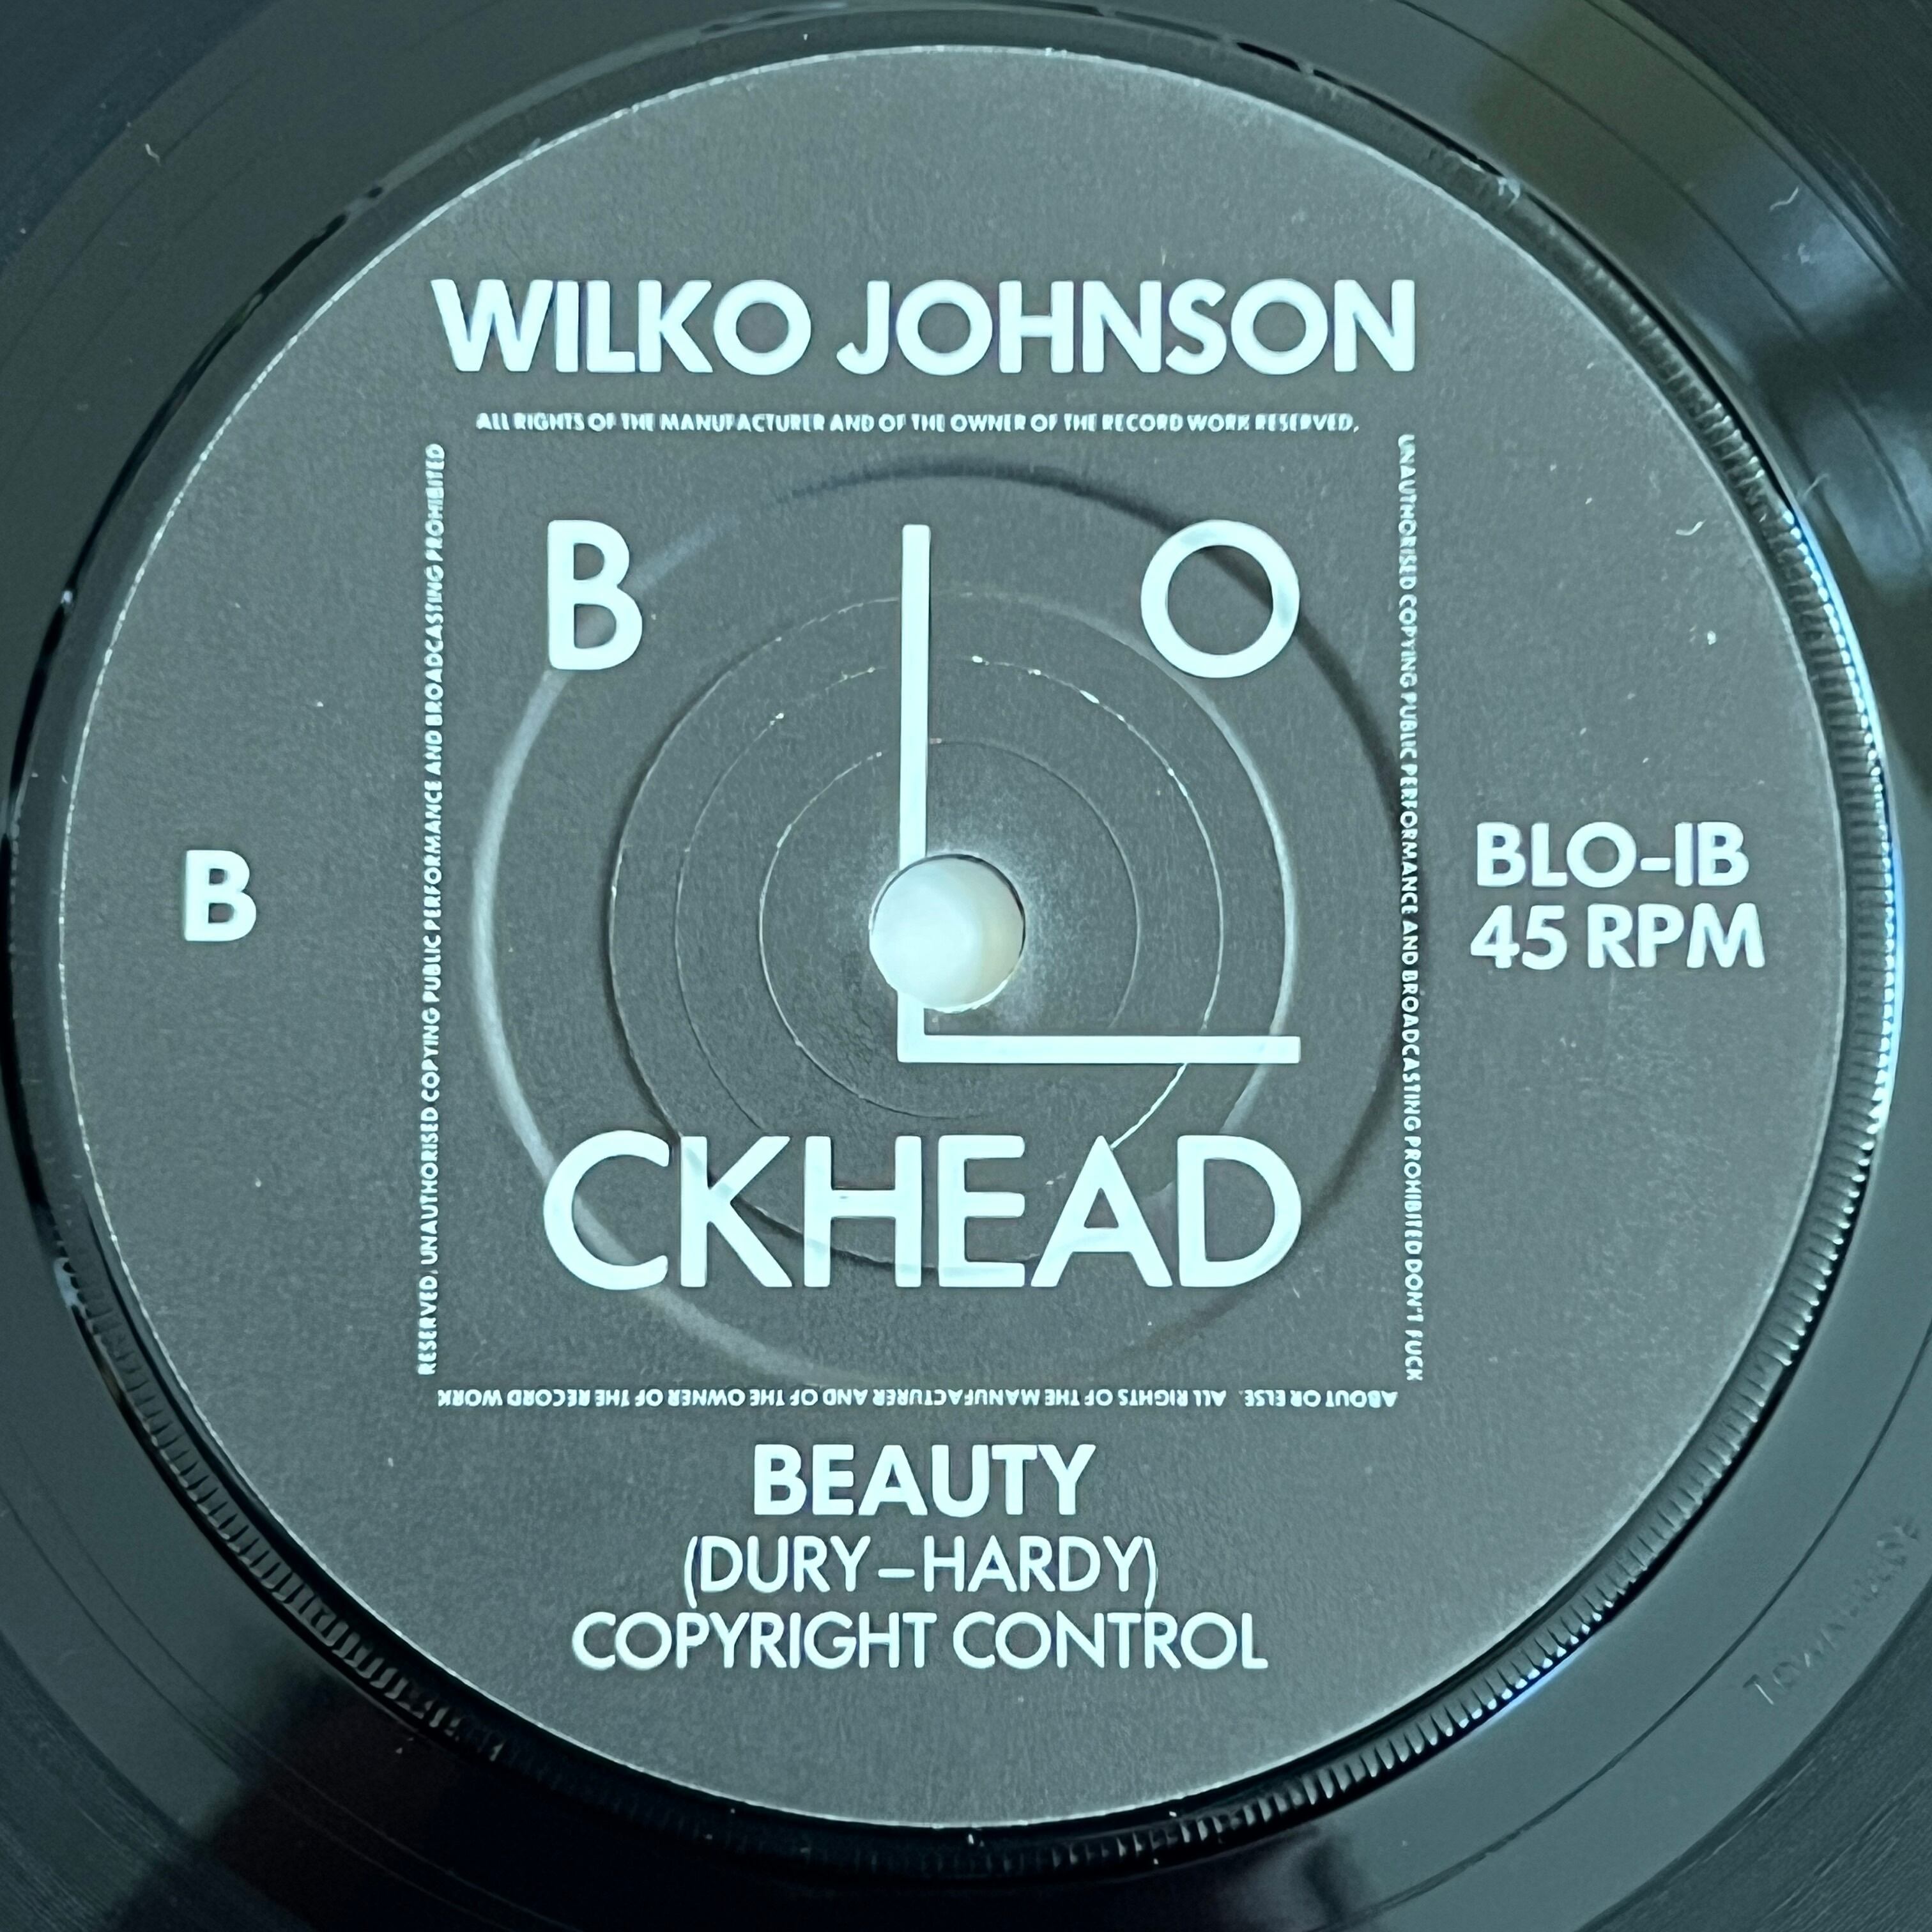 WILKO JOHNSON
ALL RIGHTS OF THE MANUFACTURER AND OF THE OWNER OF THE RECORD WORK RESERVED,
UNAUTHORISED COPYING PUBLIC PERFORMANCE AND BROADCASTING PROHIBITED DON'T FUCK
ABOUT OR ELSE. ALL RIGHTS OF THE MANUFACTURER AND OF THE OWNER OF THE RECORD WORK
RESERVED, UNAUTHORISED COPYING PUBLIC PERFORMANCE AND BROADCASTING PROHIBITED
B L O
CKHEAD
B
BLO-1B
45 RPM
BEAUTY
(DURY-HARDY)
COPYRIGHT CONTROL